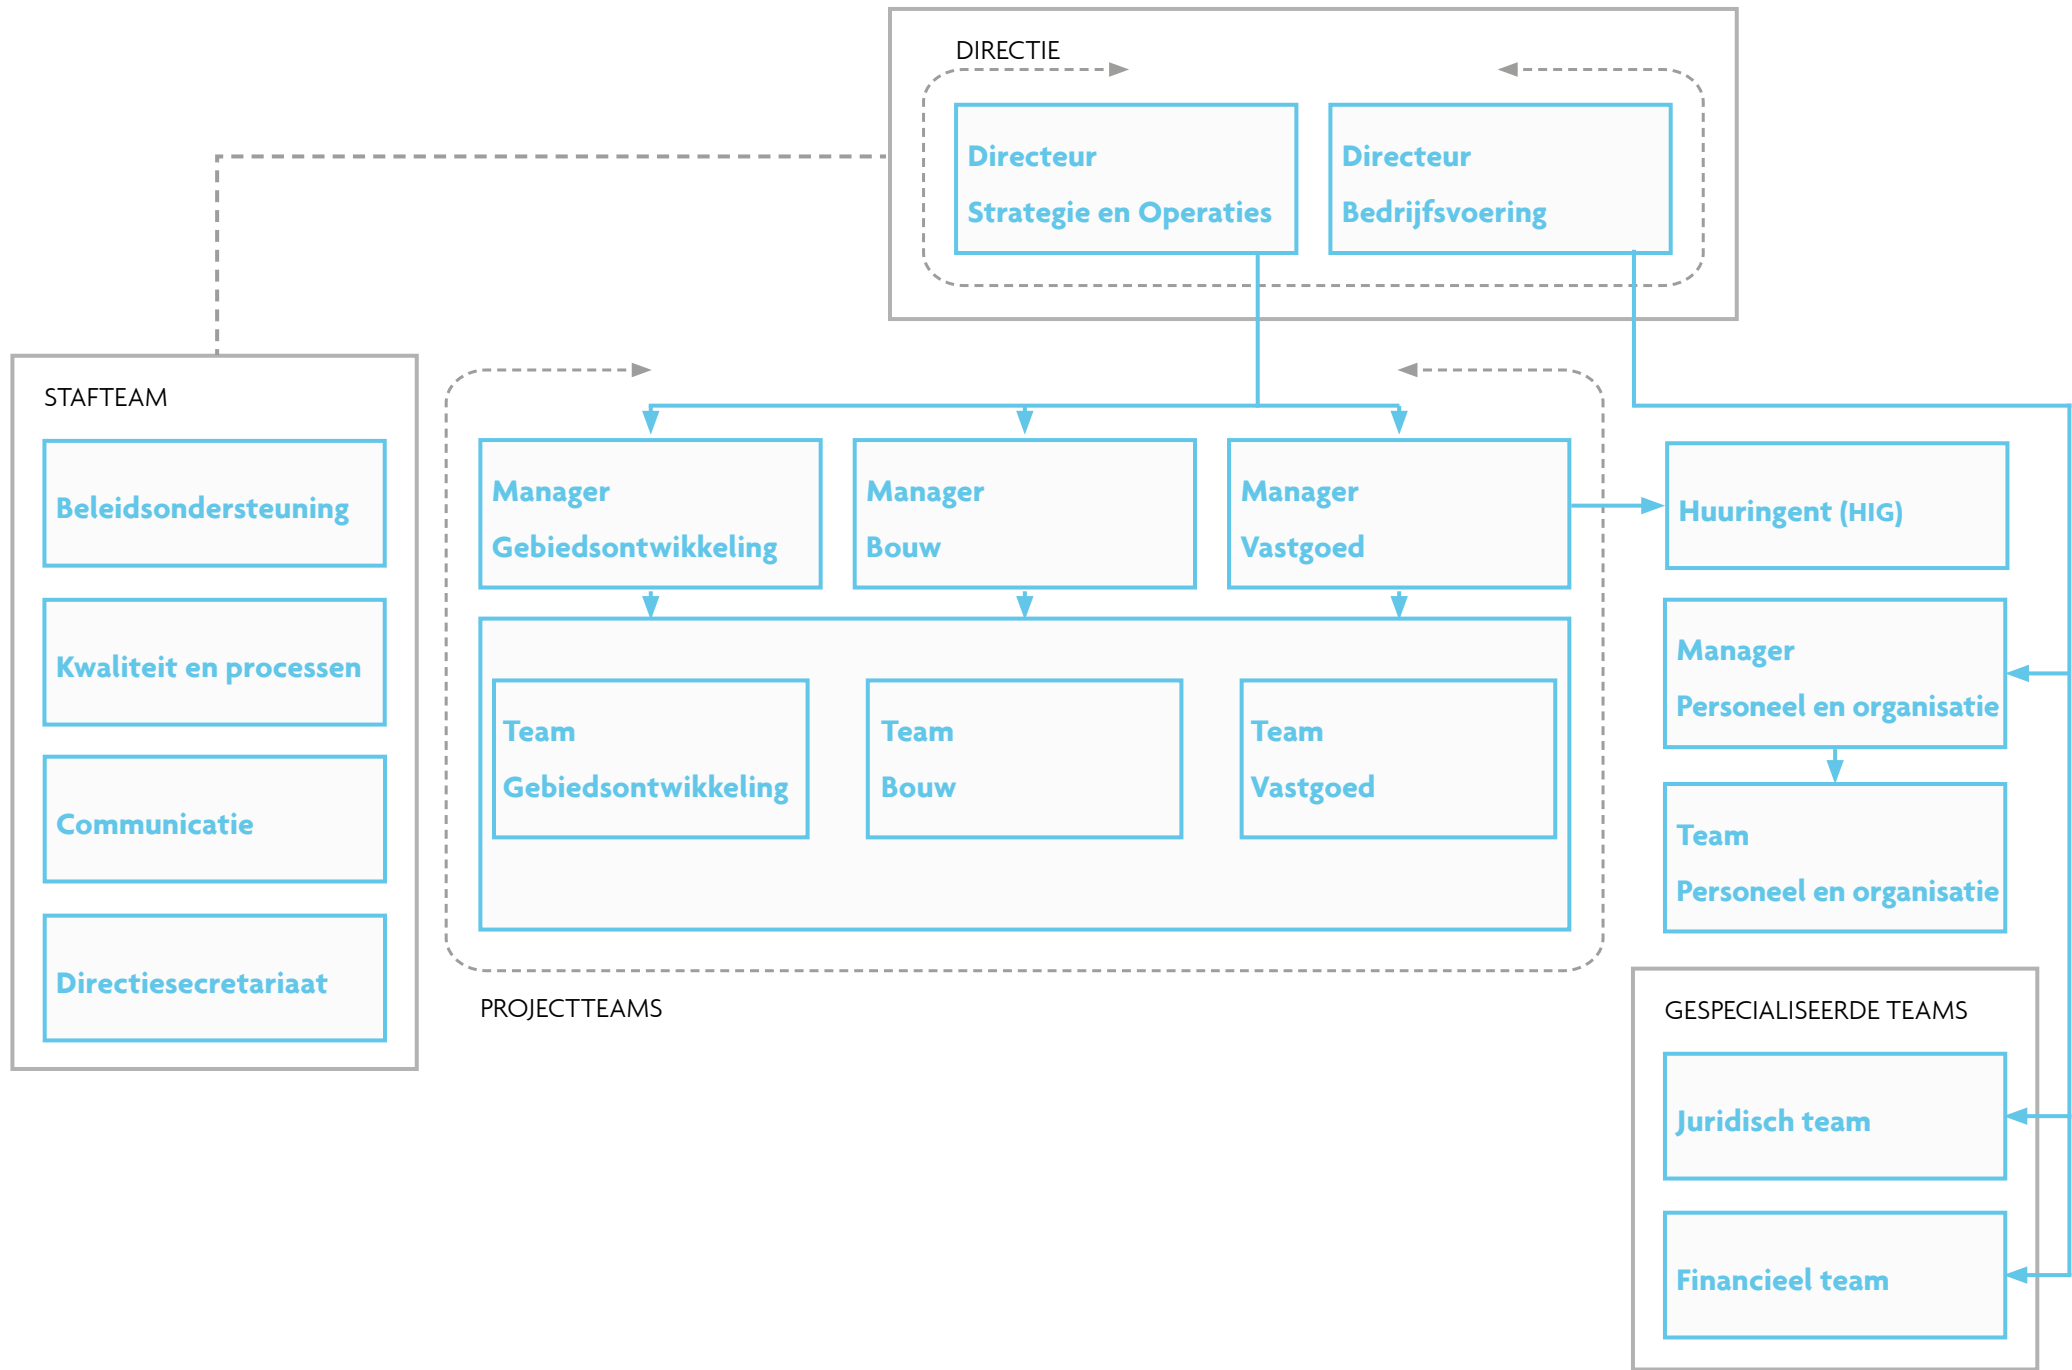 DIRECTIE
Directeur
Strategie en Operaties
Directeur
Bedrijfsvoering
STAFTEAM
Beleidsondersteuning
Kwaliteit en processen
Communicatie
Directiesecretariaat
Manager
Gebiedsontwikkeling
Manager
Bouw
Manager
Vastgoed
Team
Gebiedsontwikkeling
Team
Bouw
Team
Vastgoed
PROJECTTEAMS
Huuringent (HIG)
Manager
Personeel en organisatie
Team
Personeel en organisatie
GESPECIALISEERDE TEAMS
Juridisch team
Financieel team